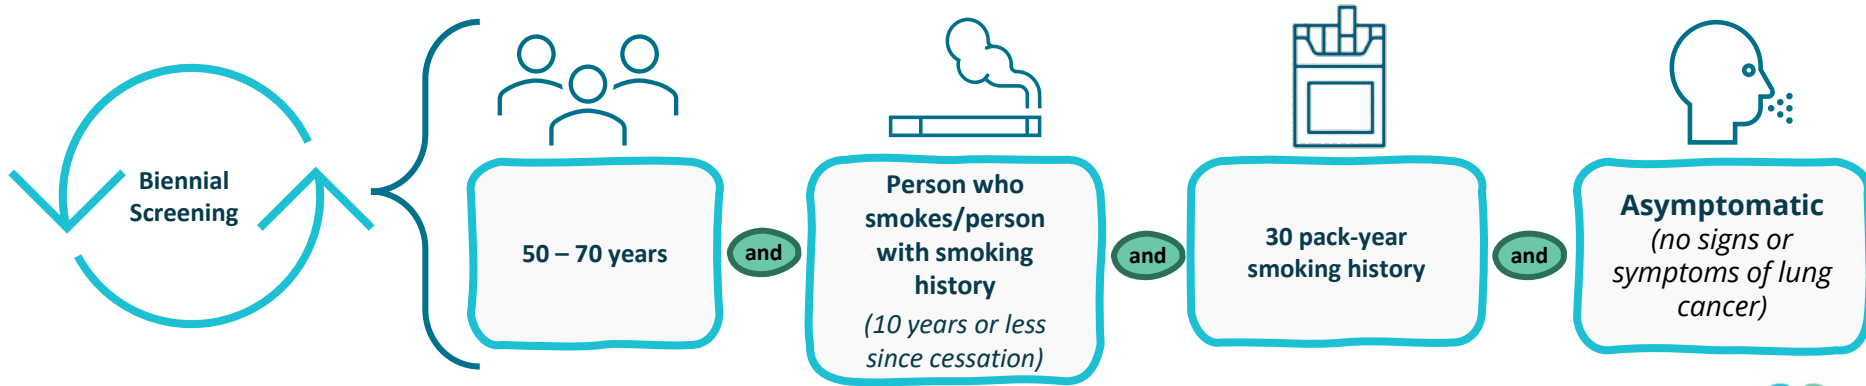 Biennial
Screening
50 – 70 years
and
Person who
smokes/person
with smoking
history
(10 years or less
since cessation)
and
30 pack-year
smoking history
and
Asymptomatic
(no signs or
symptoms of lung
cancer)